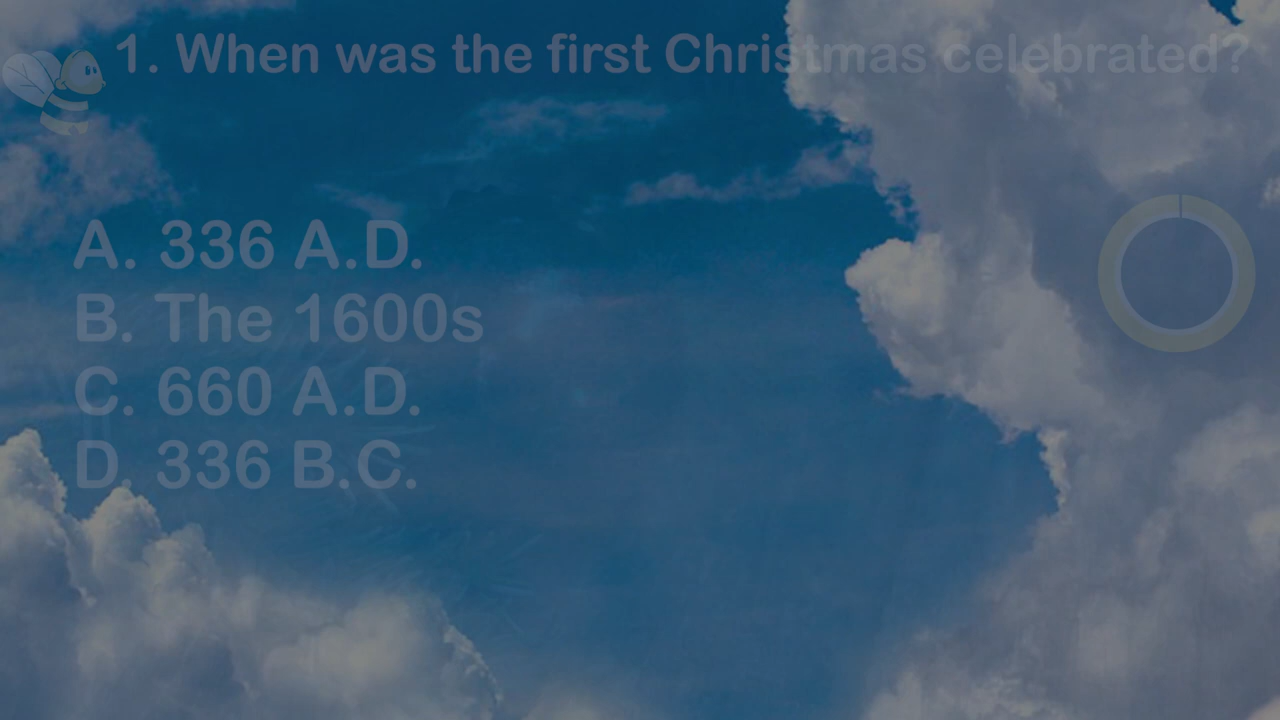 1. When was the first Christmas celebrated?
A. 336 A.D.
B. The 1600s
C. 660 A.D.
D. 336 B.C.